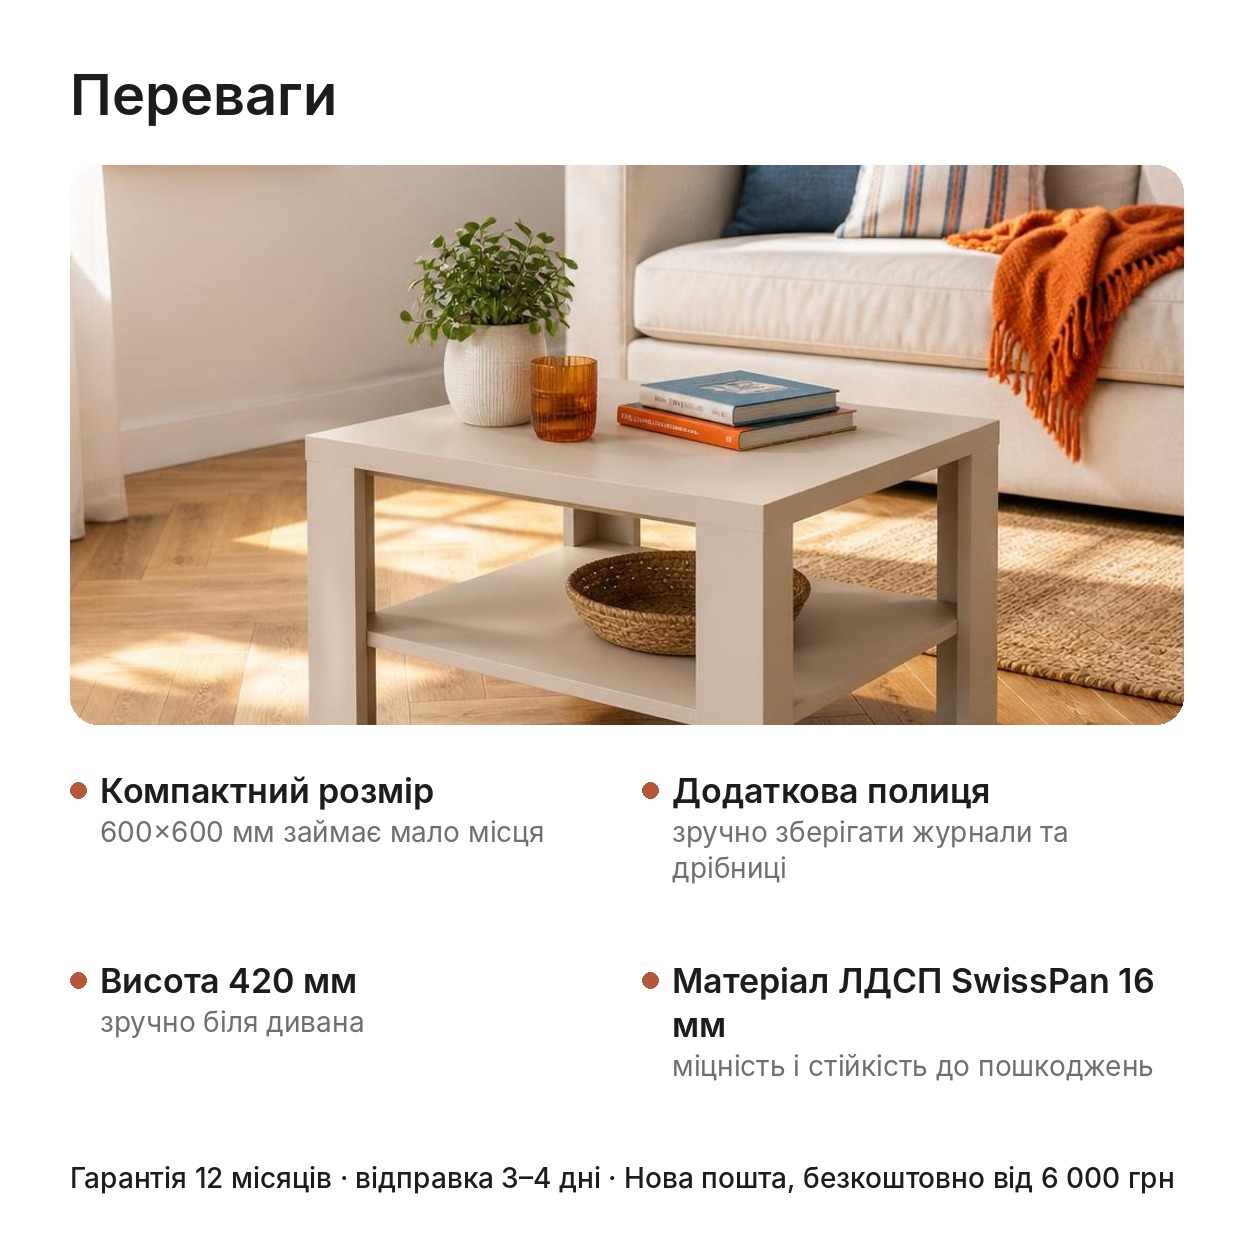 Переваги
Компактний розмір
600×600 мм займає мало місця
Додаткова полиця
зручно зберігати журнали та
дрібниці
Висота 420 мм
зручно біля дивана
Матеріал ЛДСП SwissPan 16
мм
міцність і стійкість до пошкоджень
Гарантія 12 місяців · відправка 3–4 дні · Нова пошта, безкоштовно від 6 000 грн